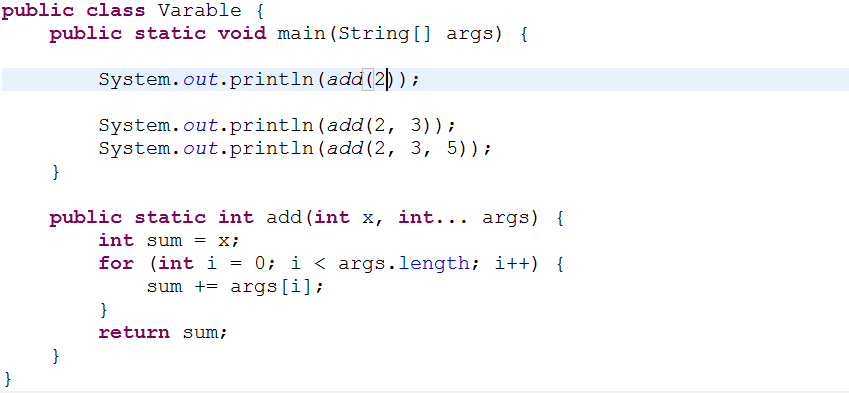 public class Varable {
    public static void main(String[] args) {
        System.out.println(add(2));
        System.out.println(add(2, 3));
        System.out.println(add(2, 3, 5));
    }
    public static int add(int x, int... args) {
        int sum = x;
        for (int i = 0; i < args.length; i++) {
            sum += args[i];
        }
        return sum;
    }
}